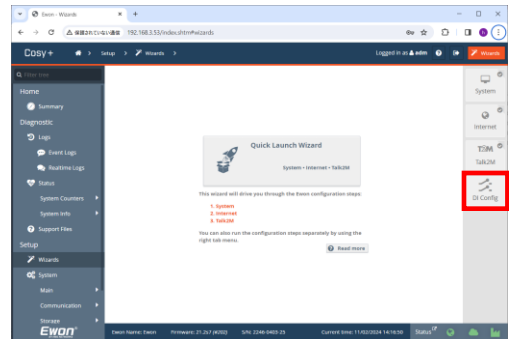 Ewon - Wizards
保護されていない通信
192.168.3.53/index.shtm#wizards
Cosy+
Setup
Wizards
Logged in as adm
Wizards
Filter tree
Home
Summary
Diagnostic
Logs
Event Logs
Realtime Logs
Status
System Counters
System Info
Support Files
Setup
Wizards
System
Main
Communication
Storage
Ewon®
Quick Launch Wizard
System • Internet • Talk2M
This wizard will drive you through the Ewon configuration steps:
1. System
2. Internet
3. Talk2M
You can also run the configuration steps separately by using the
right tab menu.
Read more
System
Internet
T2M
Talk2M
DI Config
Ewon Name: Ewon
Firmware: 21.2s7 (#202)
S/N: 2246-0403-25
Current time: 11/02/2024 14:16:50
Status